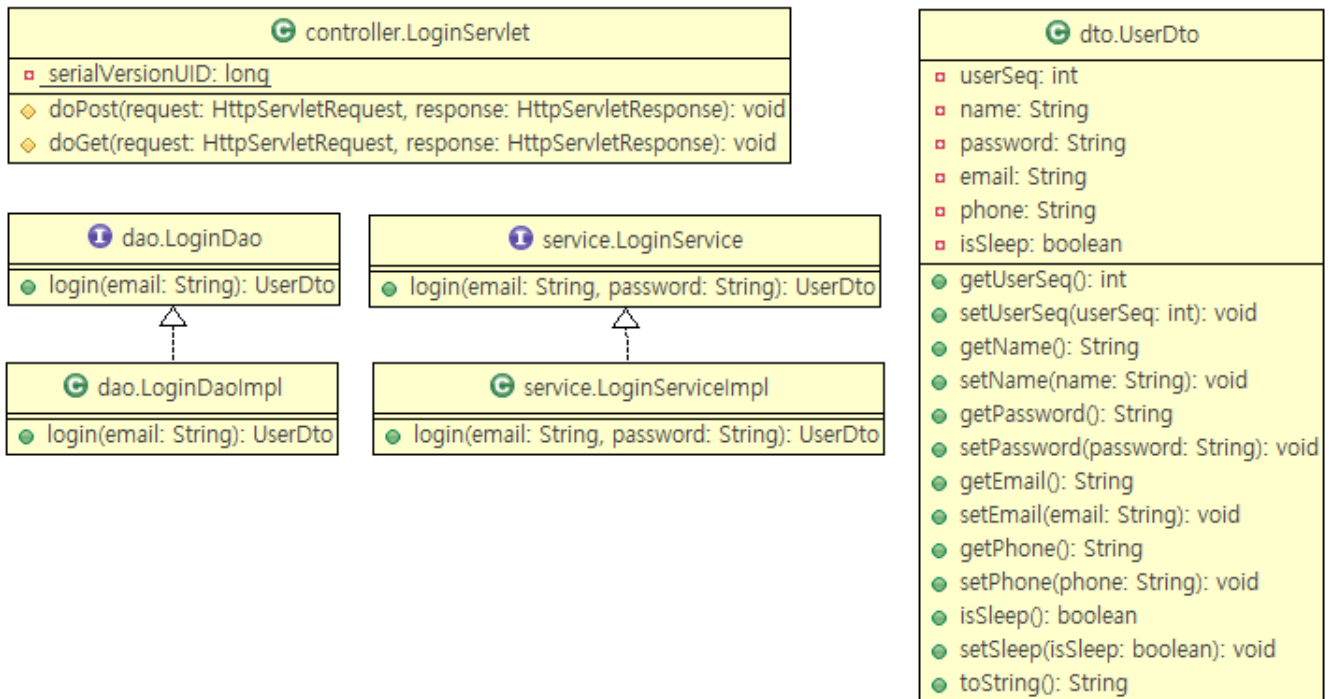 controller.LoginServlet
serialVersionUID: long
doPost(request: HttpServletRequest, response: HttpServletResponse): void
doGet(request: HttpServletRequest, response: HttpServletResponse): void
dao.LoginDao
login(email: String): UserDto
service.LoginService
login(email: String, password: String): UserDto
dao.LoginDaoImpl
login(email: String): UserDto
service.LoginServiceImpl
login(email: String, password: String): UserDto
dto.UserDto
userSeq: int
name: String
password: String
email: String
phone: String
isSleep: boolean
getUserSeq(): int
setUserSeq(userSeq: int): void
getName(): String
setName(name: String): void
getPassword(): String
setPassword(password: String): void
getEmail(): String
setEmail(email: String): void
getPhone(): String
setPhone(phone: String): void
isSleep(): boolean
setSleep(isSleep: boolean): void
toString(): String